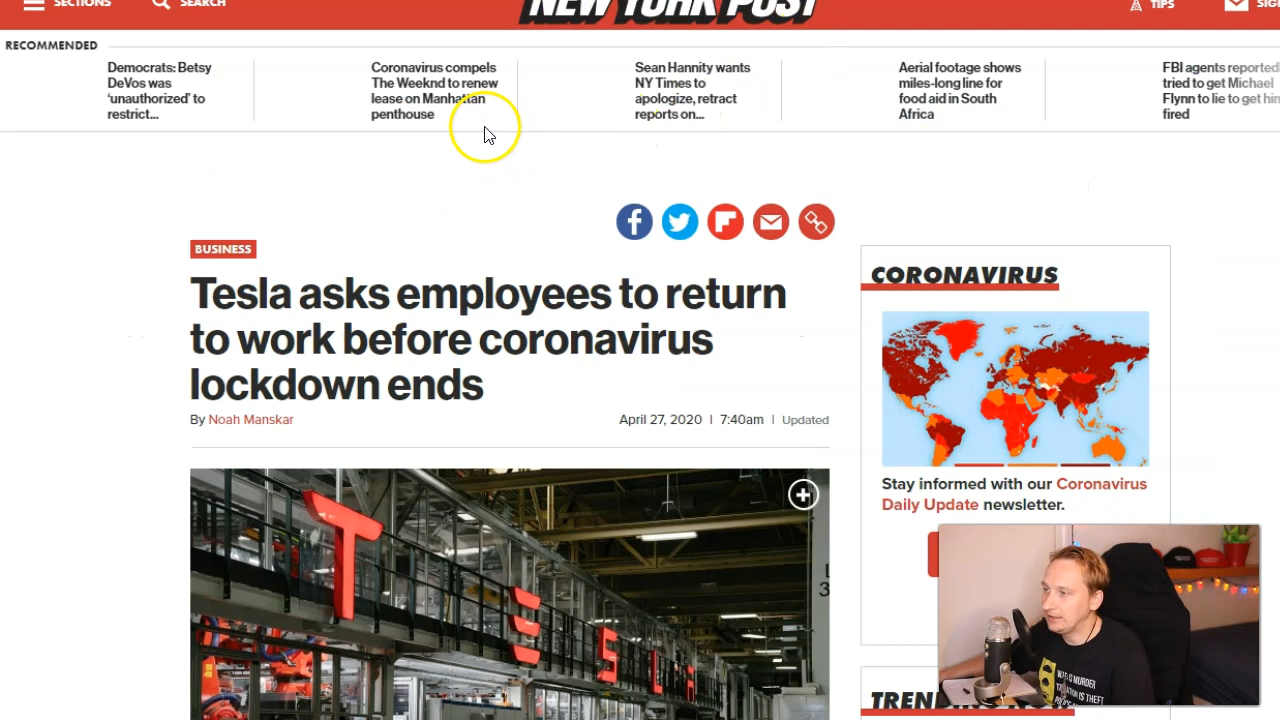 SECTIONS
SEARCH
NEW YORK POST
TIPS
SIG
RECOMMENDED
Democrats: Betsy
DeVos was
‘unauthorized’ to
restrict...
Coronavirus compels
The Weeknd to renew
lease on Manhattan
penthouse
Sean Hannity wants
NY Times to
apologize, retract
reports on...
Aerial footage shows
miles-long line for
food aid in South
Africa
FBI agents reported
tried to get Michael
Flynn to lie to get him
fired
BUSINESS
Tesla asks employees to return
to work before coronavirus
lockdown ends
By Noah Manskar
April 27, 2020 | 7:40am | Updated
CORONAVIRUS
Stay informed with our Coronavirus
Daily Update newsletter.
TESLA
TREN